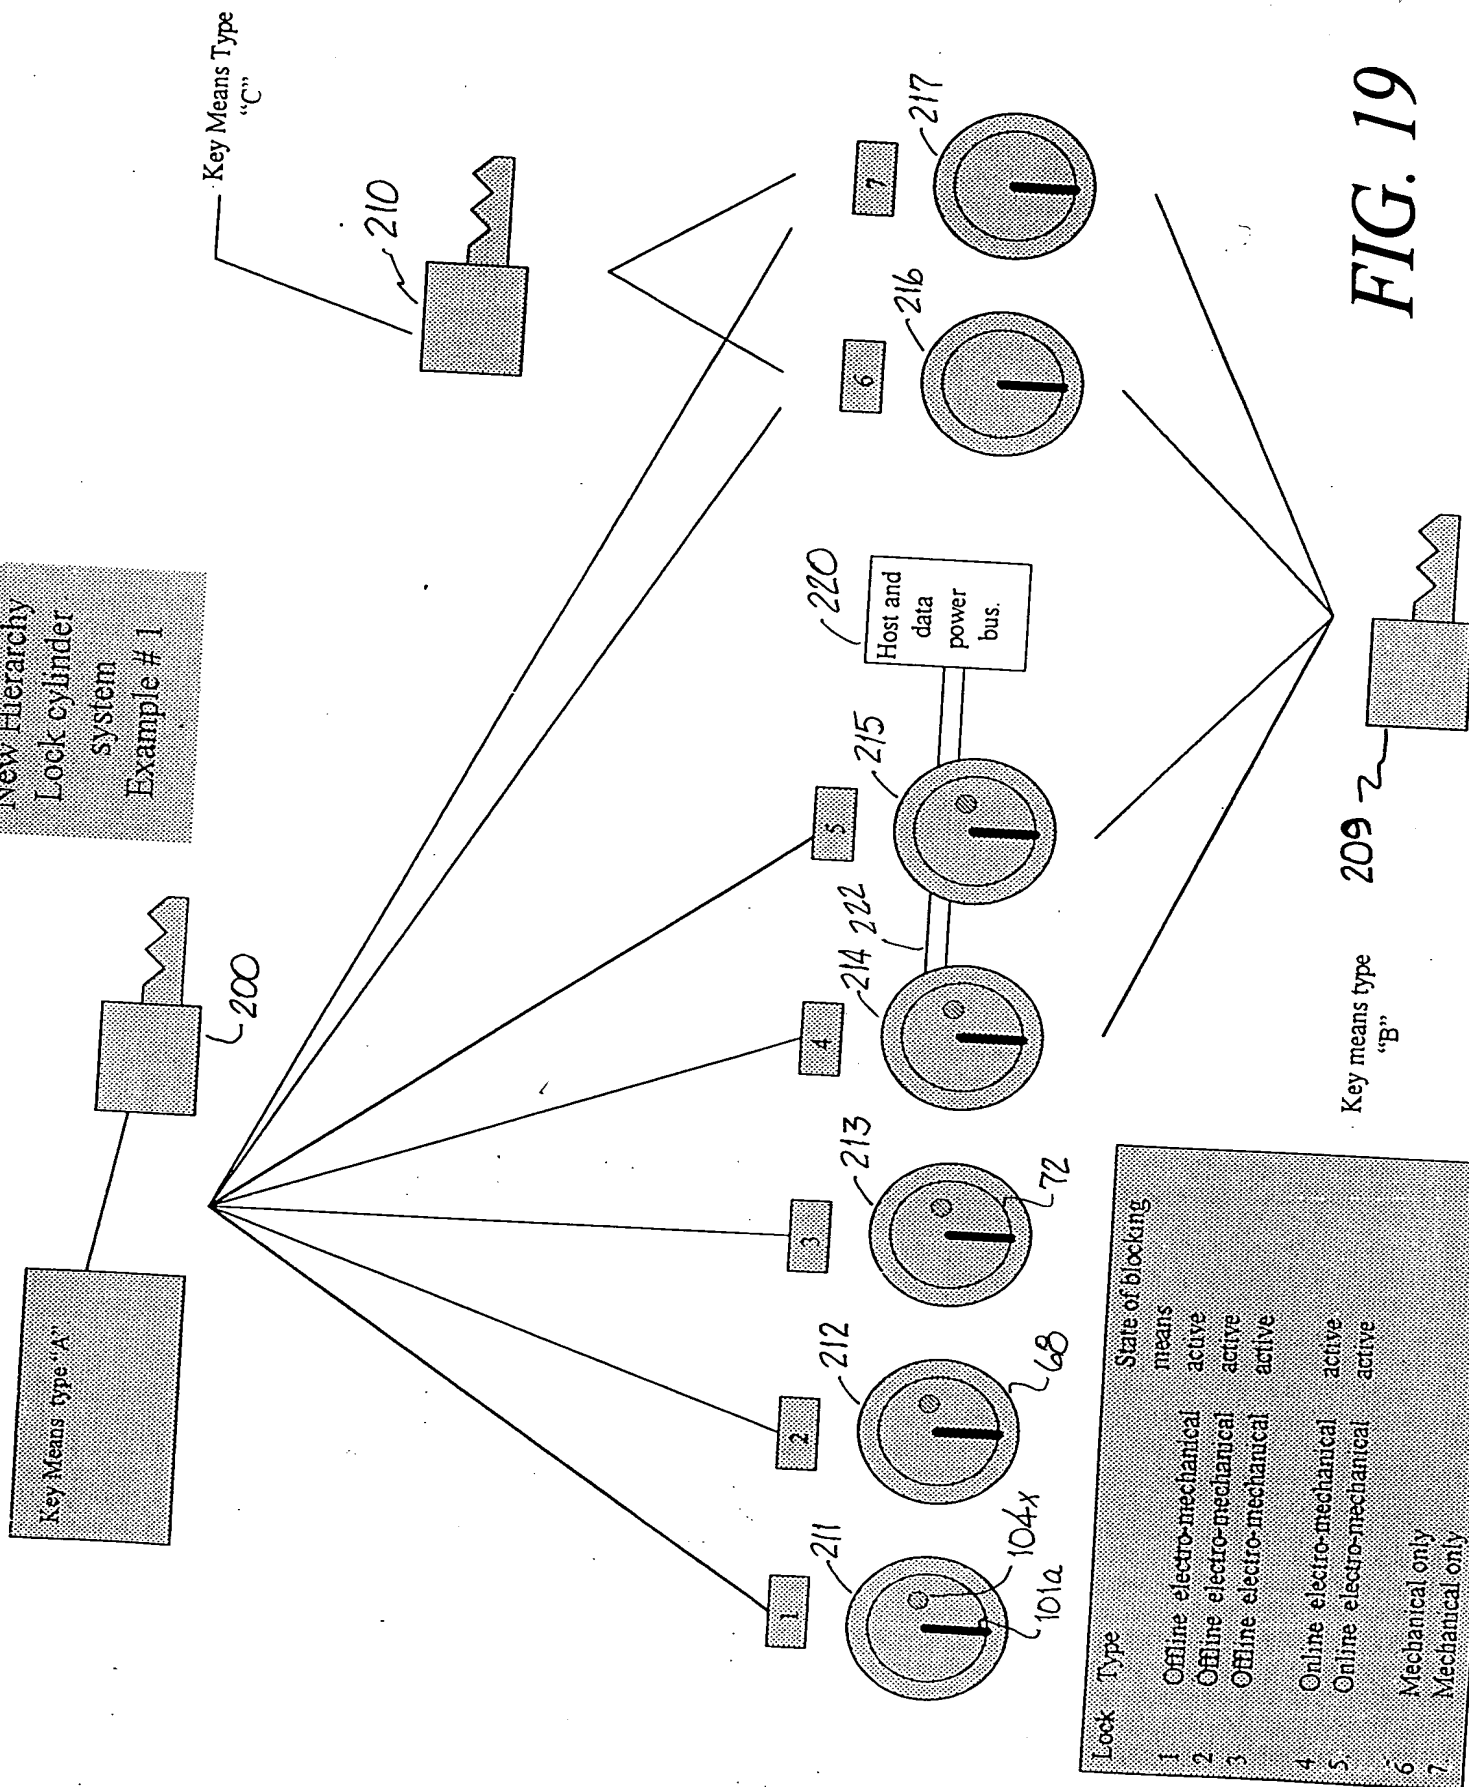 New Hierarchy
Lock cylinder
system
Example # 1
Key Means type "A"
200
Key Means Type
"C"
210
1
2
3
4
5
6
7
211
212
213
214
222
215
220
216
217
104x
101a
68
72
Host and
data
power
bus.
Lock Type State of blocking
means
1 Offline electro-mechanical active
2 Offline electro-mechanical active
3 Offline electro-mechanical active
4 Online electro-mechanical active
5. Online electro-mechanical active
6 Mechanical only
7. Mechanical only
Key means type
"B"
209
FIG. 19